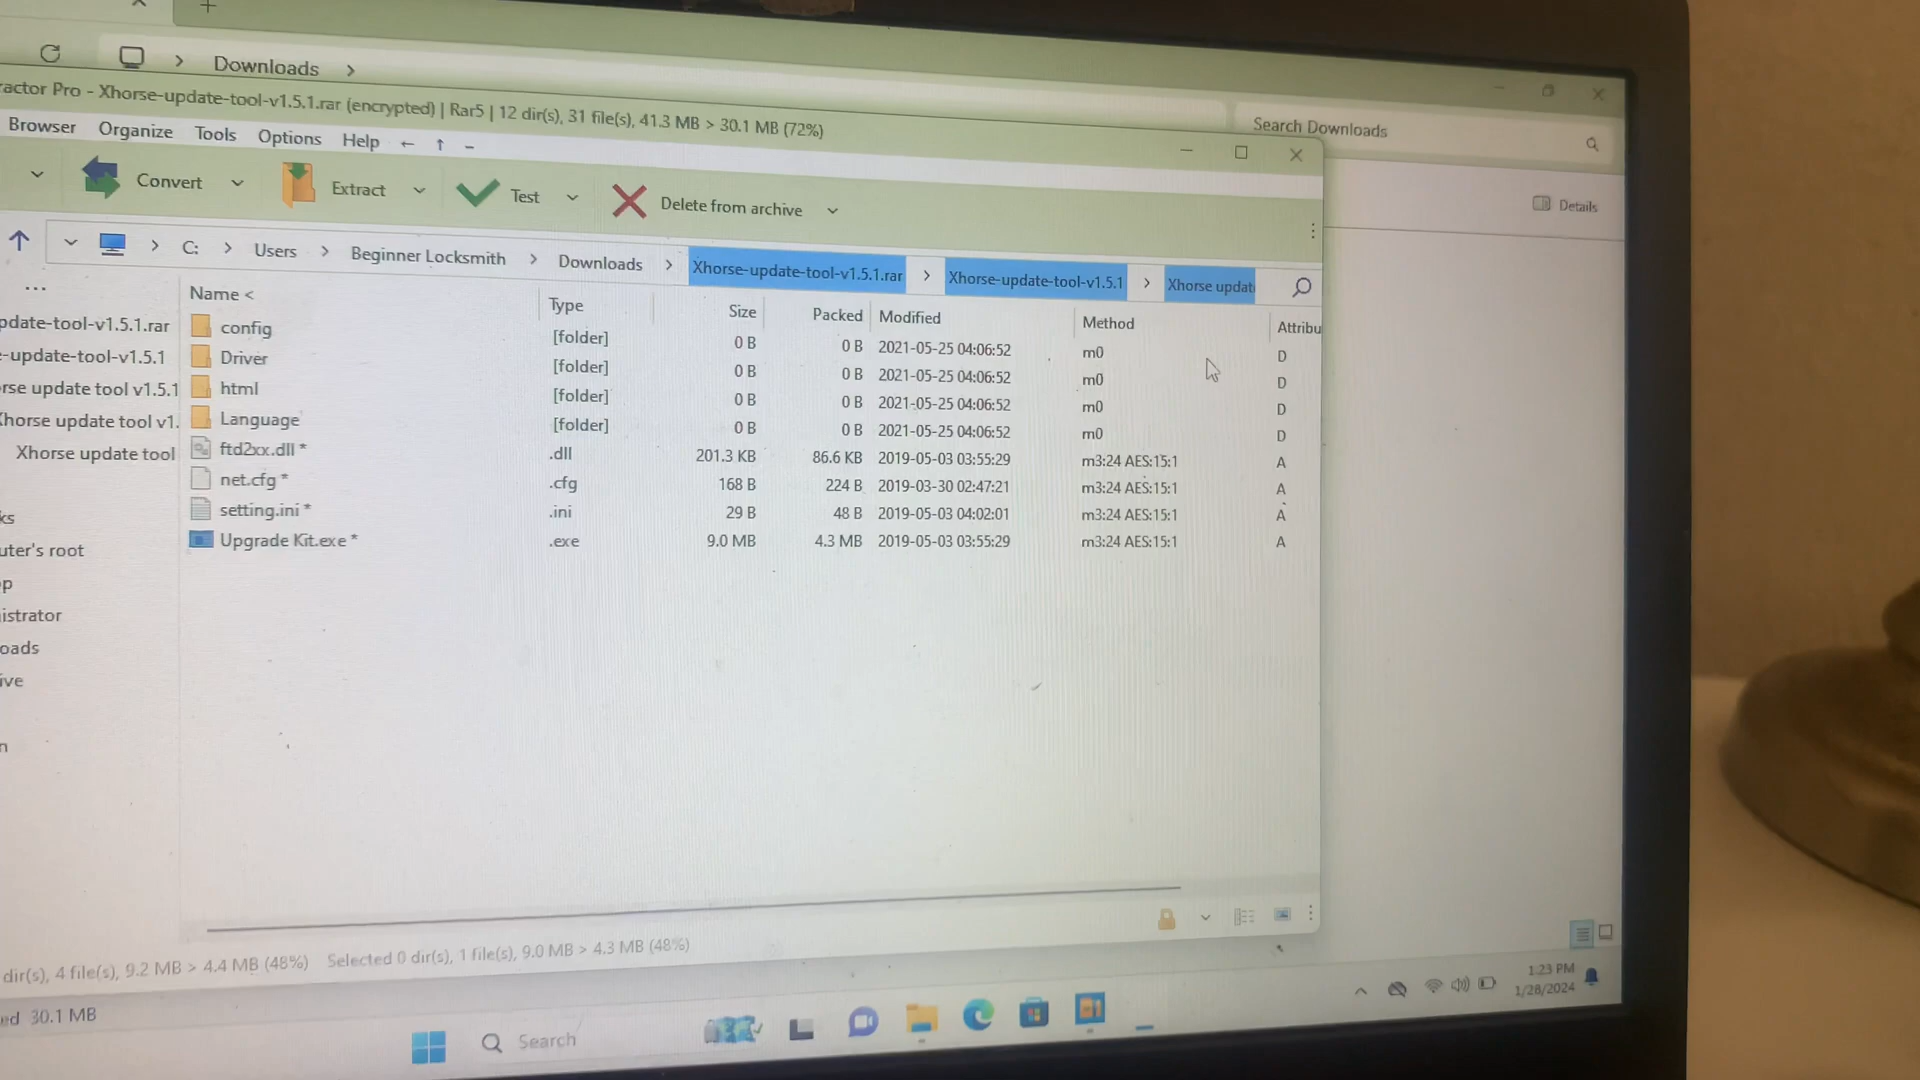 Downloads
Search Downloads
actor Pro - Xhorse-update-tool-v1.5.1.rar (encrypted) | Rar5 | 12 dir(s), 31 file(s), 41.3 MB > 30.1 MB (72%)
Browser Organize Tools Options Help
Convert Extract Test Delete from archive
Details
C: Users Beginner Locksmith Downloads Xhorse-update-tool-v1.5.1.rar Xhorse-update-tool-v1.5.1 Xhorse updat
...
Name < Type Size Packed Modified Method Attribu
config [folder] 0 B 0 B 2021-05-25 04:06:52 m0 D
Driver [folder] 0 B 0 B 2021-05-25 04:06:52 m0 D
html [folder] 0 B 0 B 2021-05-25 04:06:52 m0 D
Language [folder] 0 B 0 B 2021-05-25 04:06:52 m0 D
ftd2xx.dll * .dll 201.3 KB 86.6 KB 2019-05-03 03:55:29 m3:24 AES:15:1 A
net.cfg * .cfg 168 B 224 B 2019-03-30 02:47:21 m3:24 AES:15:1 A
setting.ini * .ini 29 B 48 B 2019-05-03 04:02:01 m3:24 AES:15:1 A
Upgrade Kit.exe * .exe 9.0 MB 4.3 MB 2019-05-03 03:55:29 m3:24 AES:15:1 A
pdate-tool-v1.5.1.rar
-update-tool-v1.5.1
rse update tool v1.5.1
Xhorse update tool v1.
Xhorse update tool
ks
uter's root
p
istrator
oads
ive
n
dir(s), 4 file(s), 9.2 MB > 4.4 MB (48%) Selected 0 dir(s), 1 file(s), 9.0 MB > 4.3 MB (48%)
ed 30.1 MB
Search
1:23 PM
1/28/2024